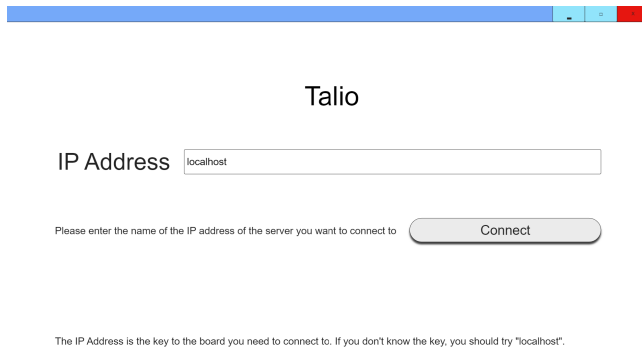 Talio
IP Address
localhost
Please enter the name of the IP address of the server you want to connect to
Connect
The IP Address is the key to the board you need to connect to. If you don't know the key, you should try "localhost".